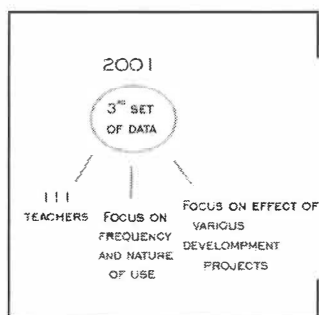 2001
3RD SET
OF DATA
111
TEACHERS
FOCUS ON
FREQUENCY
AND NATURE
OF USE
FOCUS ON EFFECT OF
VARIOUS
DEVELOMPMENT
PROJECTS